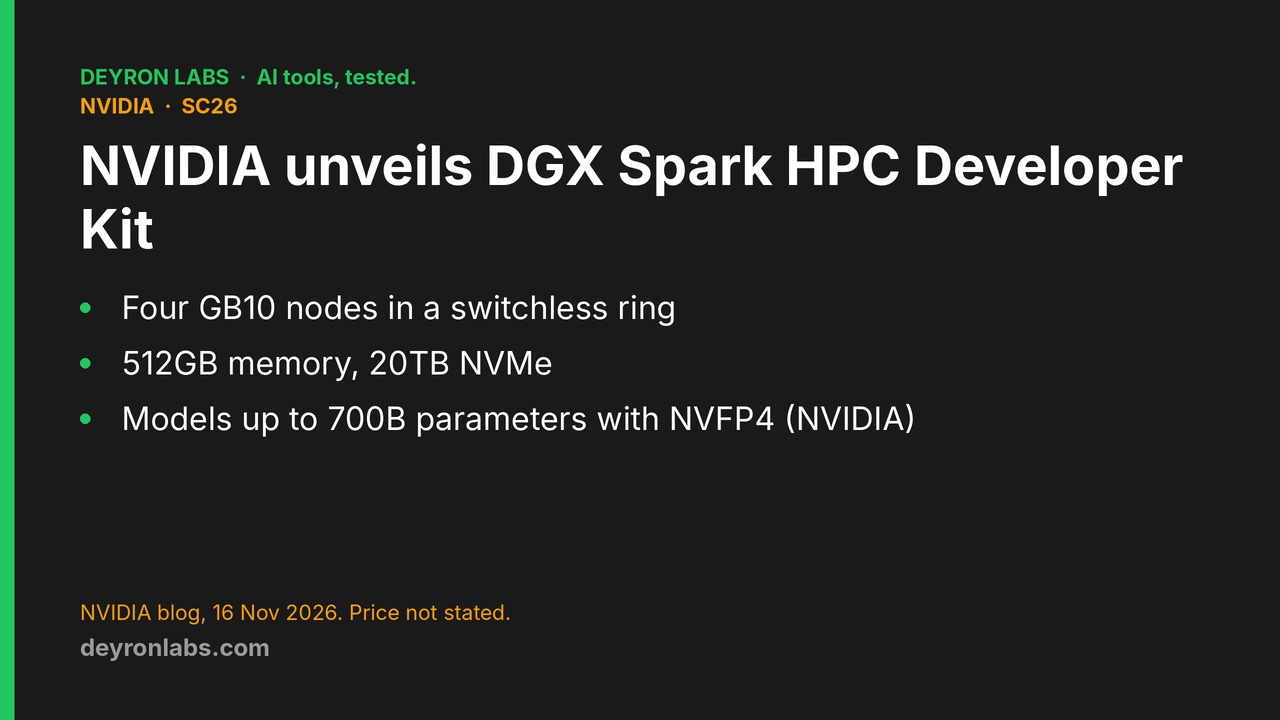 DEYRON LABS · AI tools, tested.
NVIDIA · SC26
NVIDIA unveils DGX Spark HPC Developer
Kit
• Four GB10 nodes in a switchless ring
• 512GB memory, 20TB NVMe
• Models up to 700B parameters with NVFP4 (NVIDIA)
NVIDIA blog, 16 Nov 2026. Price not stated.
deyronlabs.com